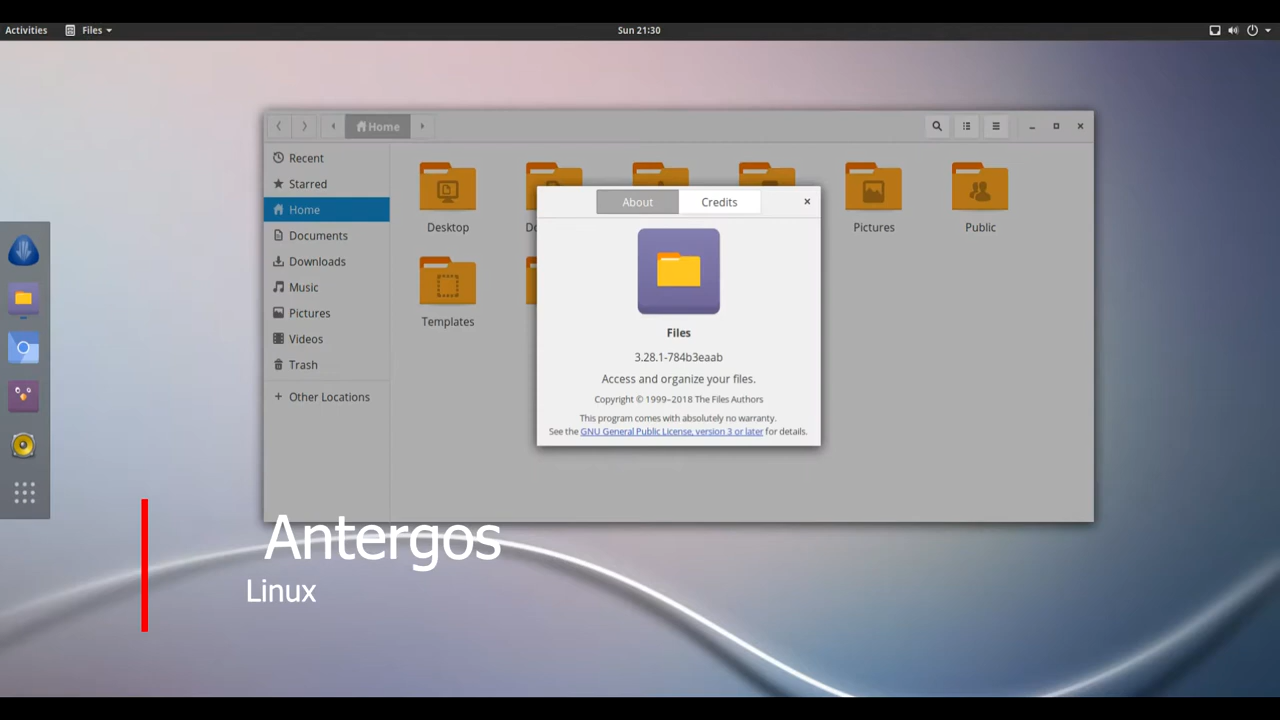 Activities
Files
Sun 21:30
Home
Recent
Starred
Home
Documents
Downloads
Music
Pictures
Videos
Trash
Other Locations
Desktop
Pictures
Public
Templates
About
Credits
Files
3.28.1-784b3eaab
Access and organize your files.
Copyright © 1999–2018 The Files Authors
This program comes with absolutely no warranty.
See the GNU General Public License, version 3 or later for details.
Antergos
Linux